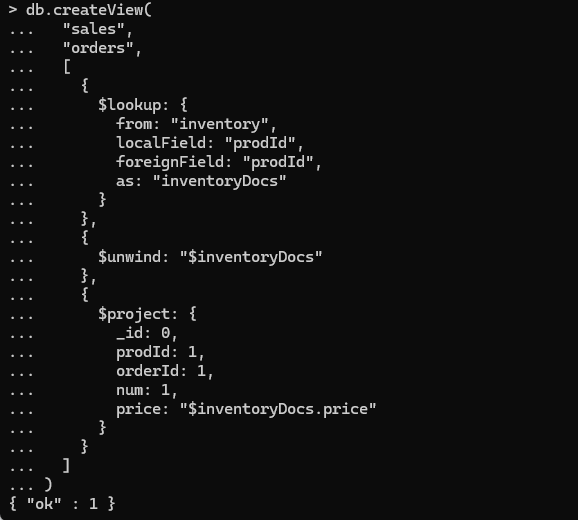 > db.createView(
...   "sales",
...   "orders",
...   [
...     {
...       $lookup: {
...         from: "inventory",
...         localField: "prodId",
...         foreignField: "prodId",
...         as: "inventoryDocs"
...       }
...     },
...     {
...       $unwind: "$inventoryDocs"
...     },
...     {
...       $project: {
...         _id: 0,
...         prodId: 1,
...         orderId: 1,
...         num: 1,
...         price: "$inventoryDocs.price"
...       }
...     }
...   ]
... )
{ "ok" : 1 }